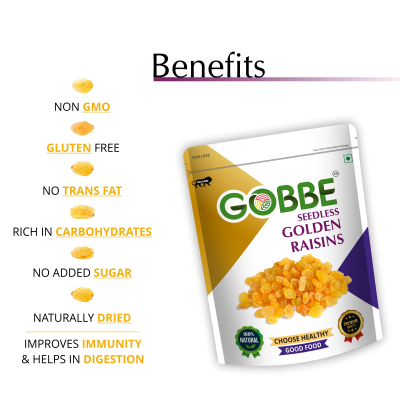 Benefits
NON GMO
GLUTEN FREE
NO TRANS FAT
RICH IN CARBOHYDRATES
NO ADDED SUGAR
NATURALLY DRIED
IMPROVES IMMUNITY
& HELPS IN DIGESTION
GOBBE
SEEDLESS
GOLDEN
RAISINS
100%
NATURAL
PREMIUM
CHOOSE HEALTHY
GOOD FOOD